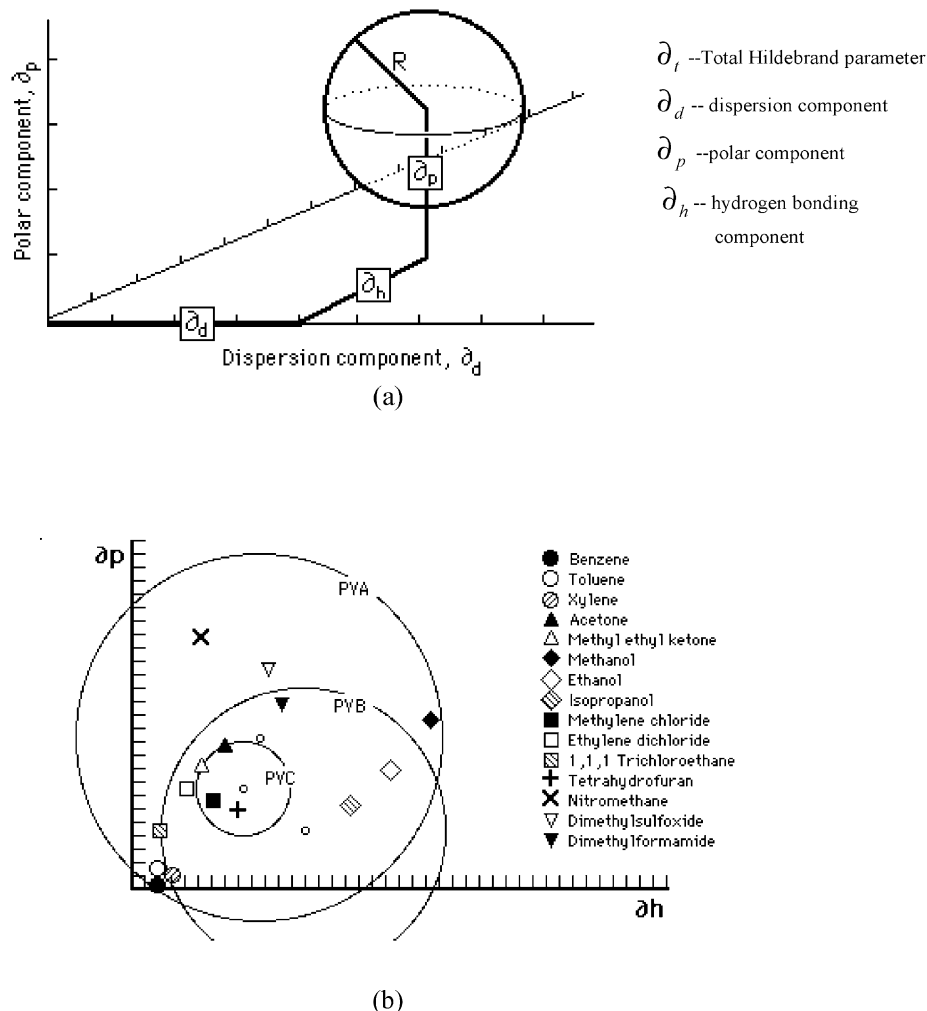 Polar component, ∂p
R
∂p
∂h
∂d
Dispersion component, ∂d
(a)
∂t --Total Hildebrand parameter
∂d -- dispersion component
∂p --polar component
∂h -- hydrogen bonding
component
∂p
PVA
PVB
PVC
∂h
Benzene
Toluene
Xylene
Acetone
Methyl ethyl ketone
Methanol
Ethanol
Isopropanol
Methylene chloride
Ethylene dichloride
1,1,1 Trichloroethane
Tetrahydrofuran
Nitromethane
Dimethylsulfoxide
Dimethylformamide
(b)